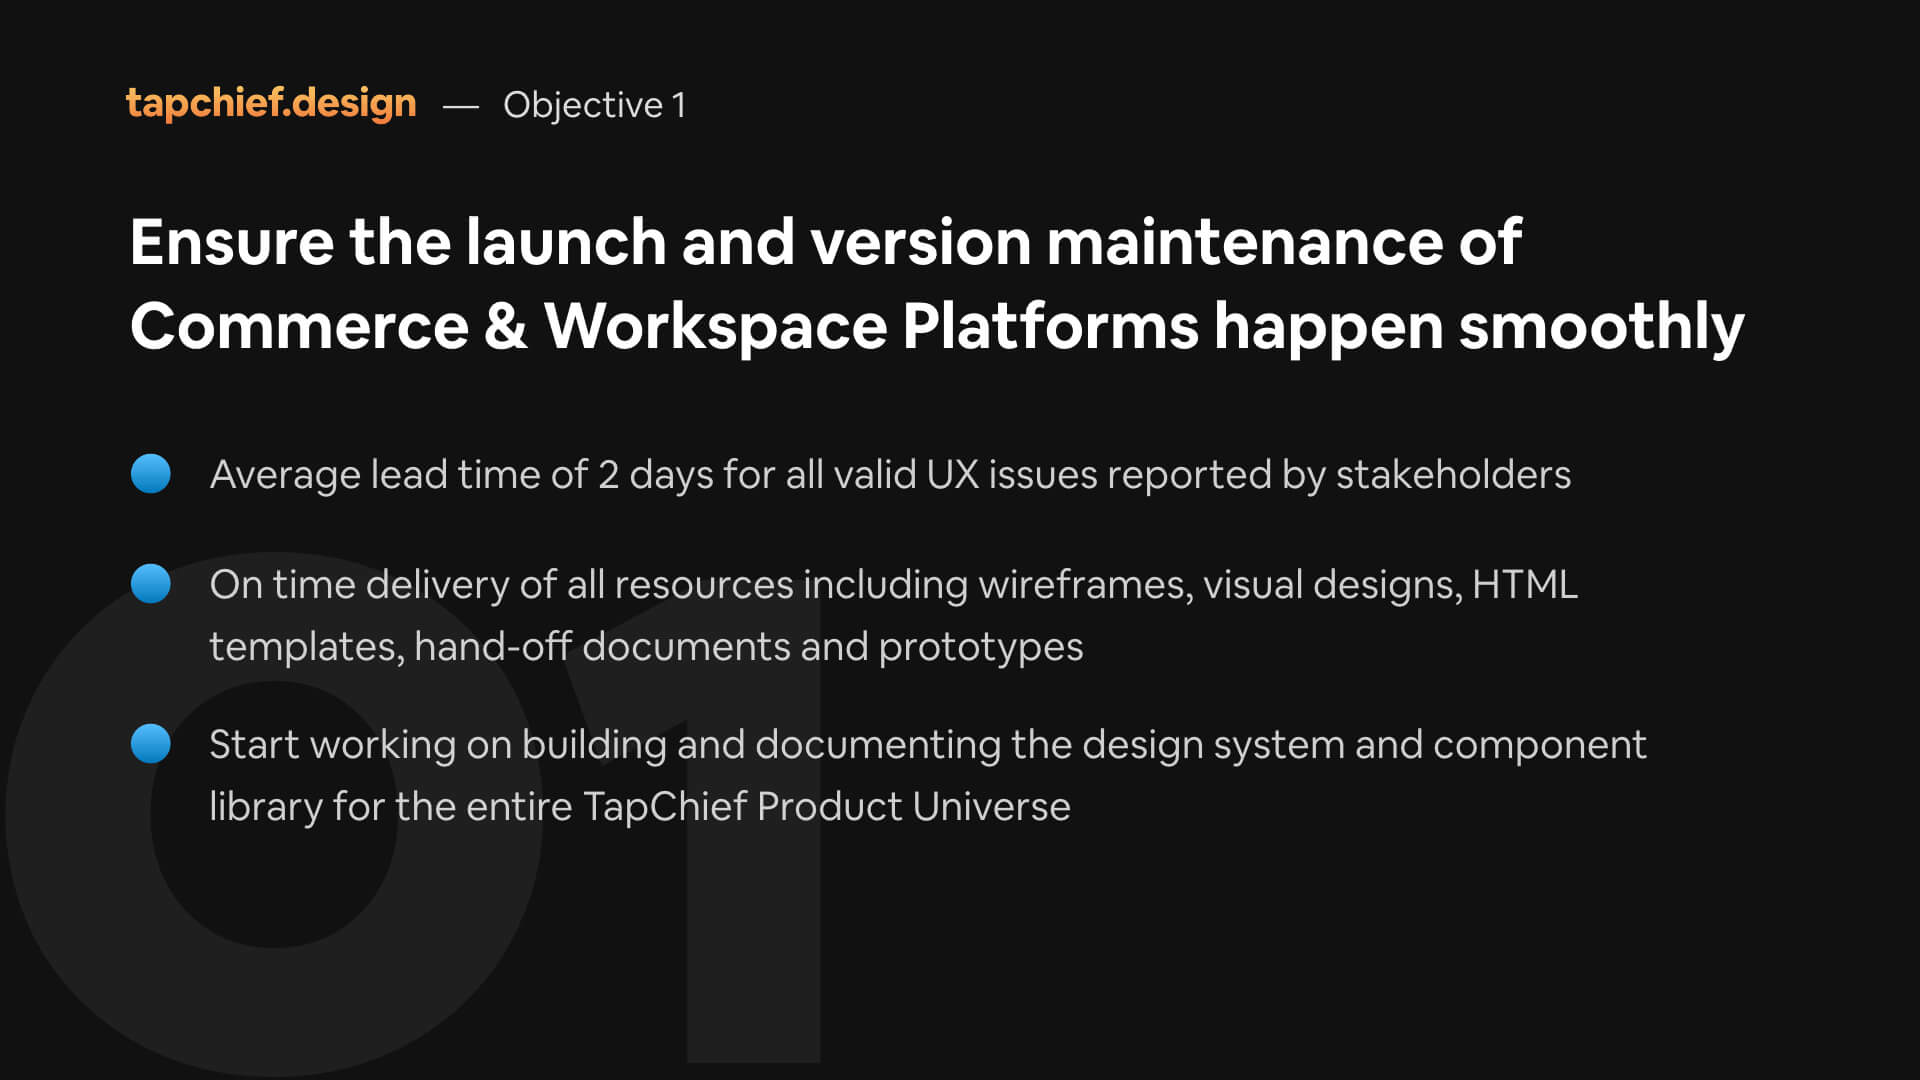 tapchief.design — Objective 1
Ensure the launch and version maintenance of
Commerce & Workspace Platforms happen smoothly
Average lead time of 2 days for all valid UX issues reported by stakeholders
On time delivery of all resources including wireframes, visual designs, HTML
templates, hand-off documents and prototypes
Start working on building and documenting the design system and component
library for the entire TapChief Product Universe
01